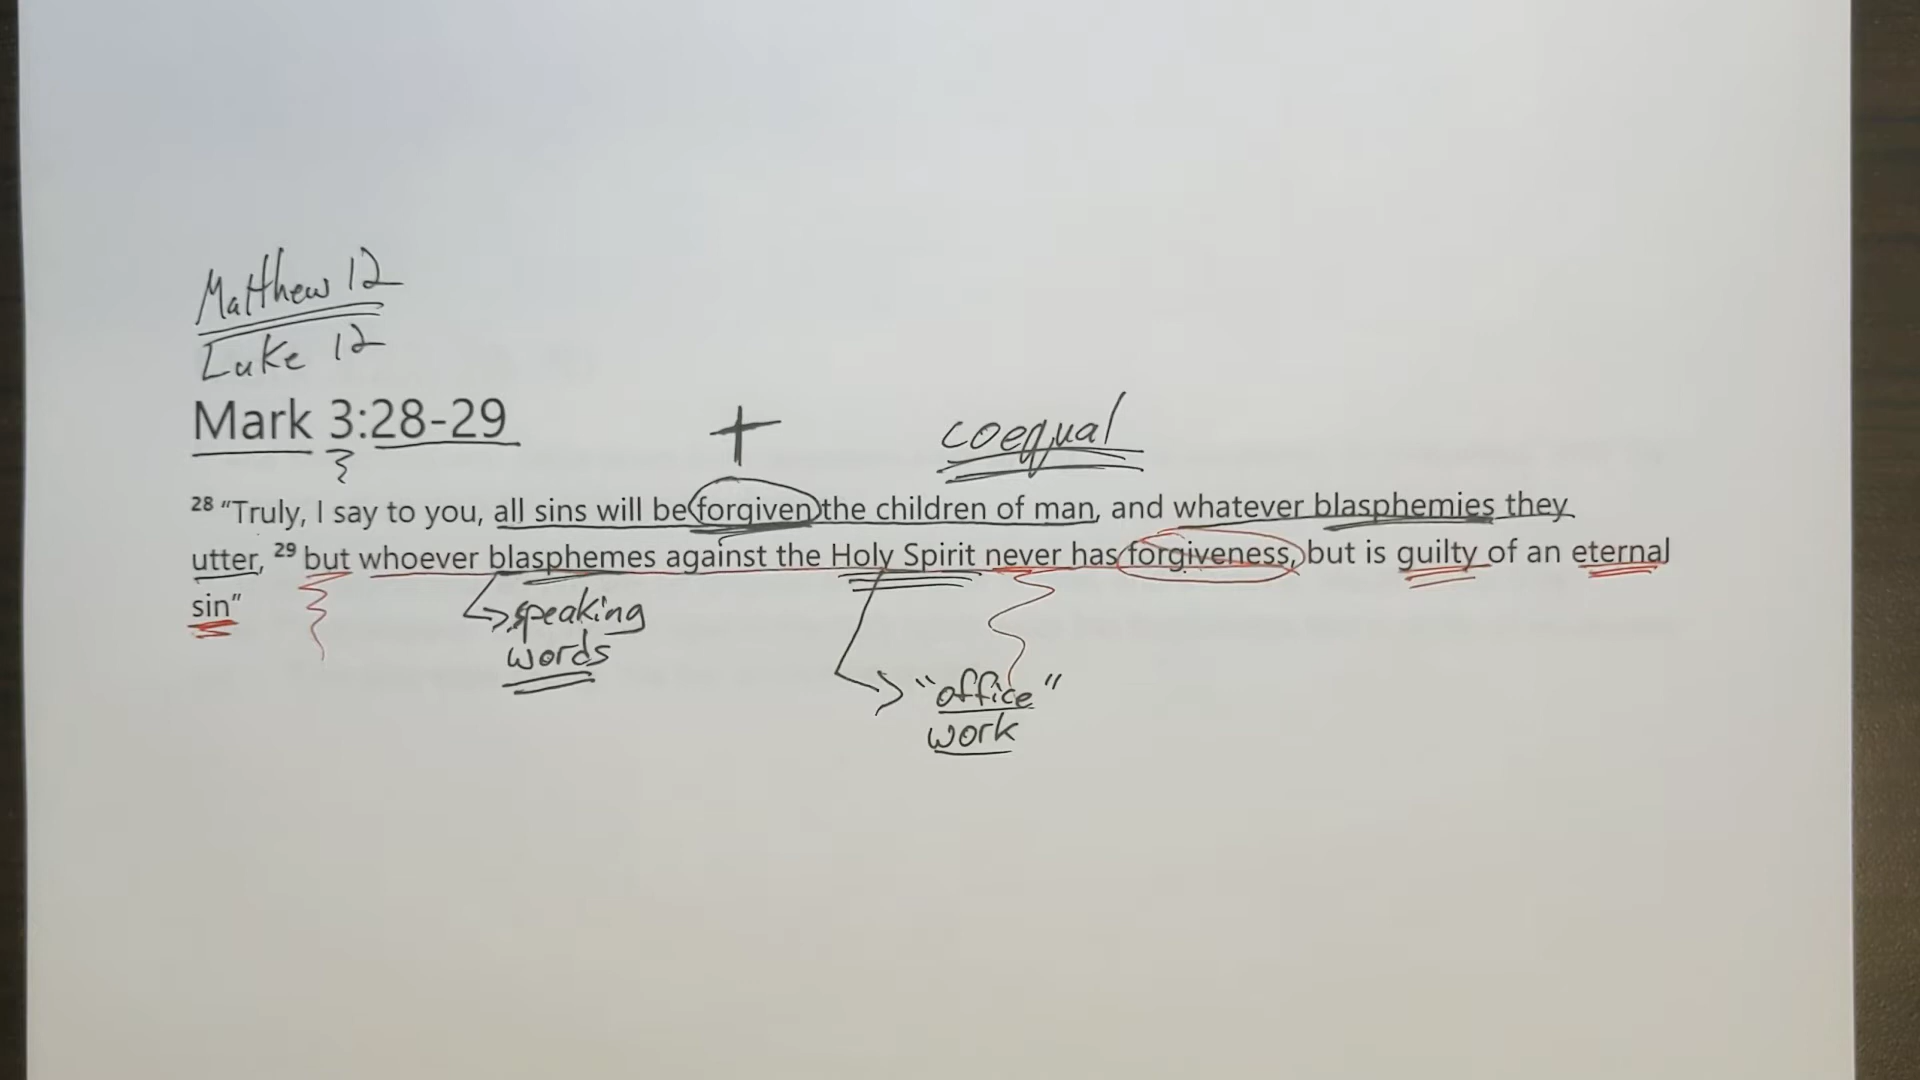 Matthew 12
Luke 12
Mark 3:28-29
+ coequal
28 “Truly, I say to you, all sins will be forgiven the children of man, and whatever blasphemies they
utter, 29 but whoever blasphemes against the Holy Spirit never has forgiveness, but is guilty of an eternal
sin”
speaking
words
“office”
work